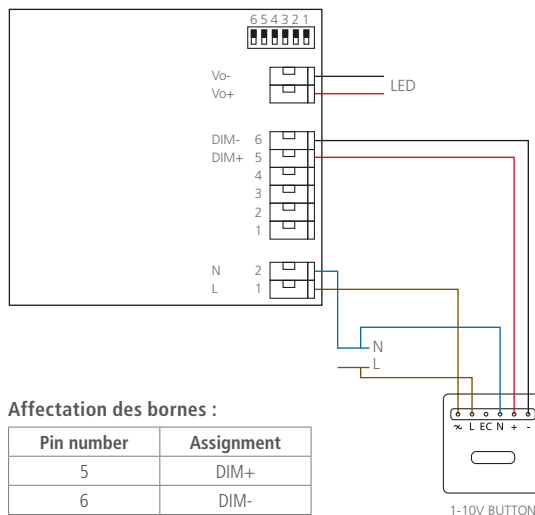 6 5 4 3 2 1
Vo-
Vo+
LED
DIM- 6
DIM+ 5
4
3
2
1
N 2
L 1
N
L
~ L EC N + -
1-10V BUTTON
Affectation des bornes :
Pin number Assignment
5 DIM+
6 DIM-